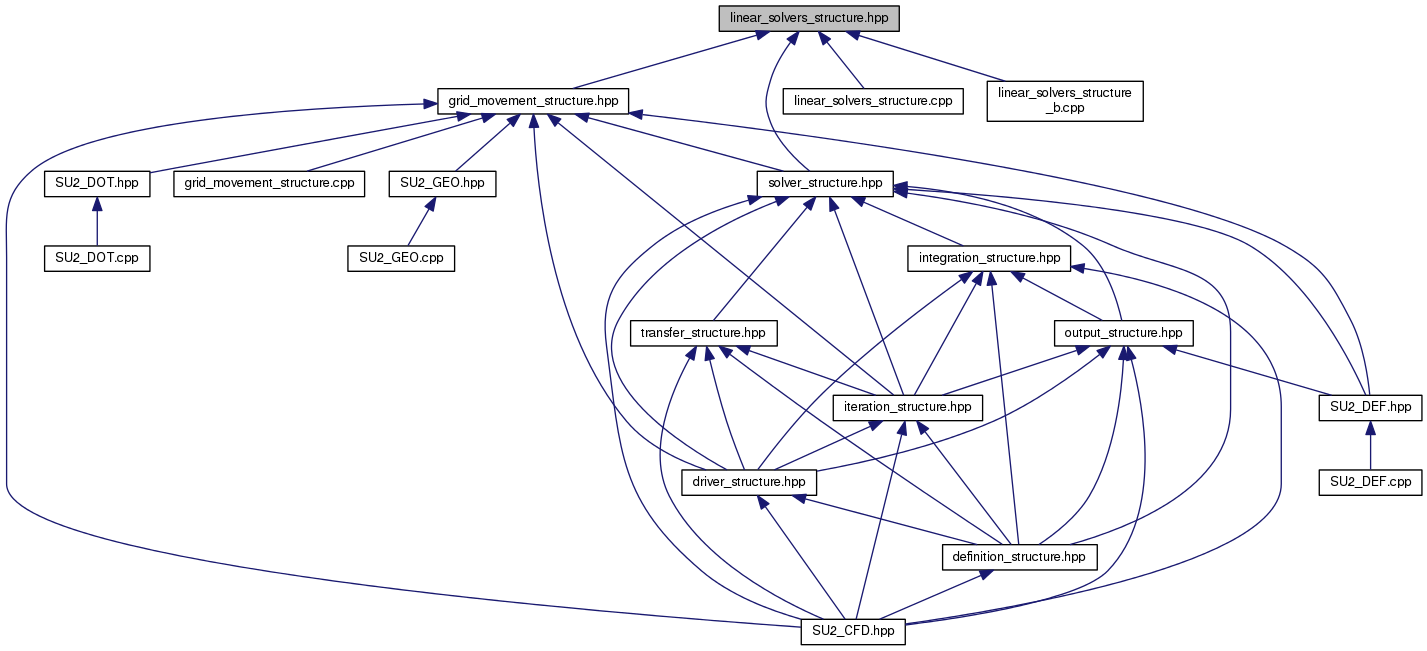 linear_solvers_structure.hpp
grid_movement_structure.hpp
linear_solvers_structure.cpp
linear_solvers_structure
_b.cpp
SU2_DOT.hpp
grid_movement_structure.cpp
SU2_GEO.hpp
solver_structure.hpp
SU2_DOT.cpp
SU2_GEO.cpp
integration_structure.hpp
transfer_structure.hpp
output_structure.hpp
iteration_structure.hpp
SU2_DEF.hpp
driver_structure.hpp
SU2_DEF.cpp
definition_structure.hpp
SU2_CFD.hpp